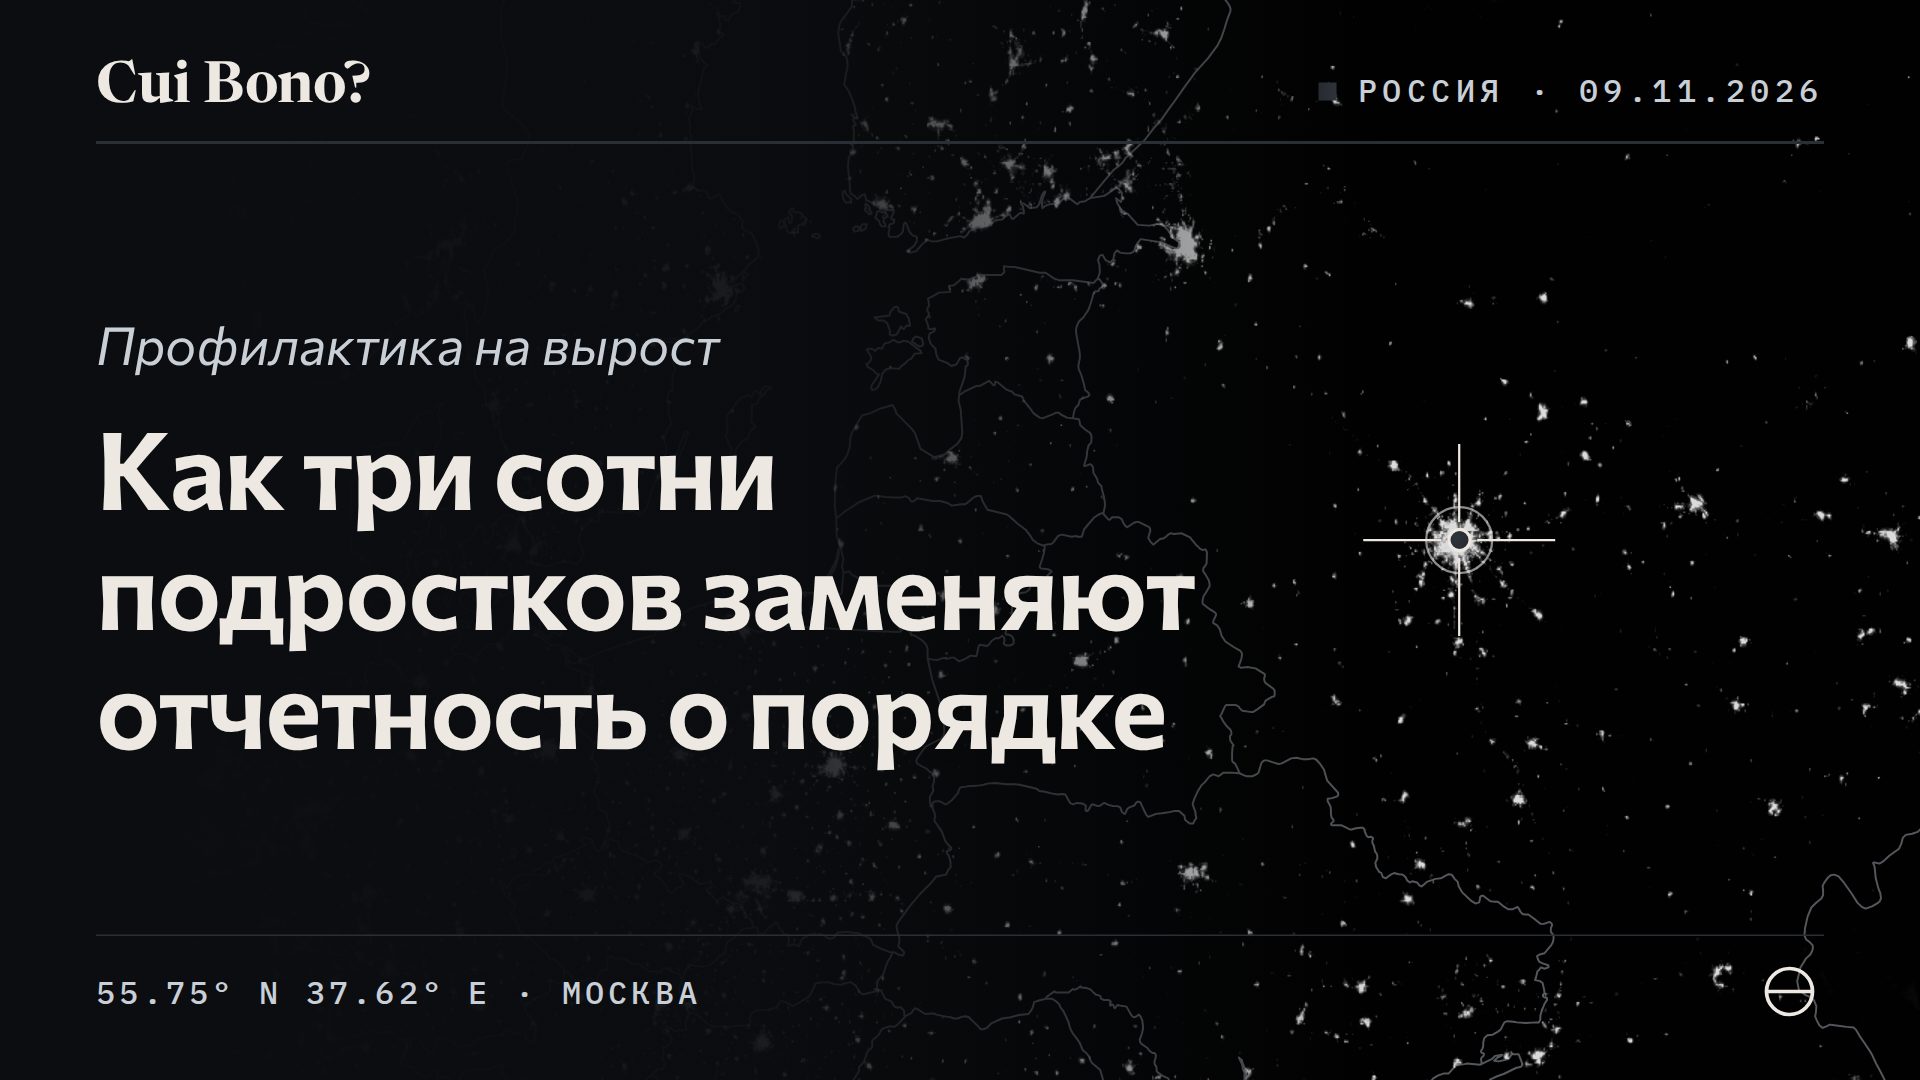 Cui Bono?
РОССИЯ · 09.11.2026
Профилактика на вырост
Как три сотни
подростков заменяют
отчетность о порядке
55.75° N 37.62° E · МОСКВА